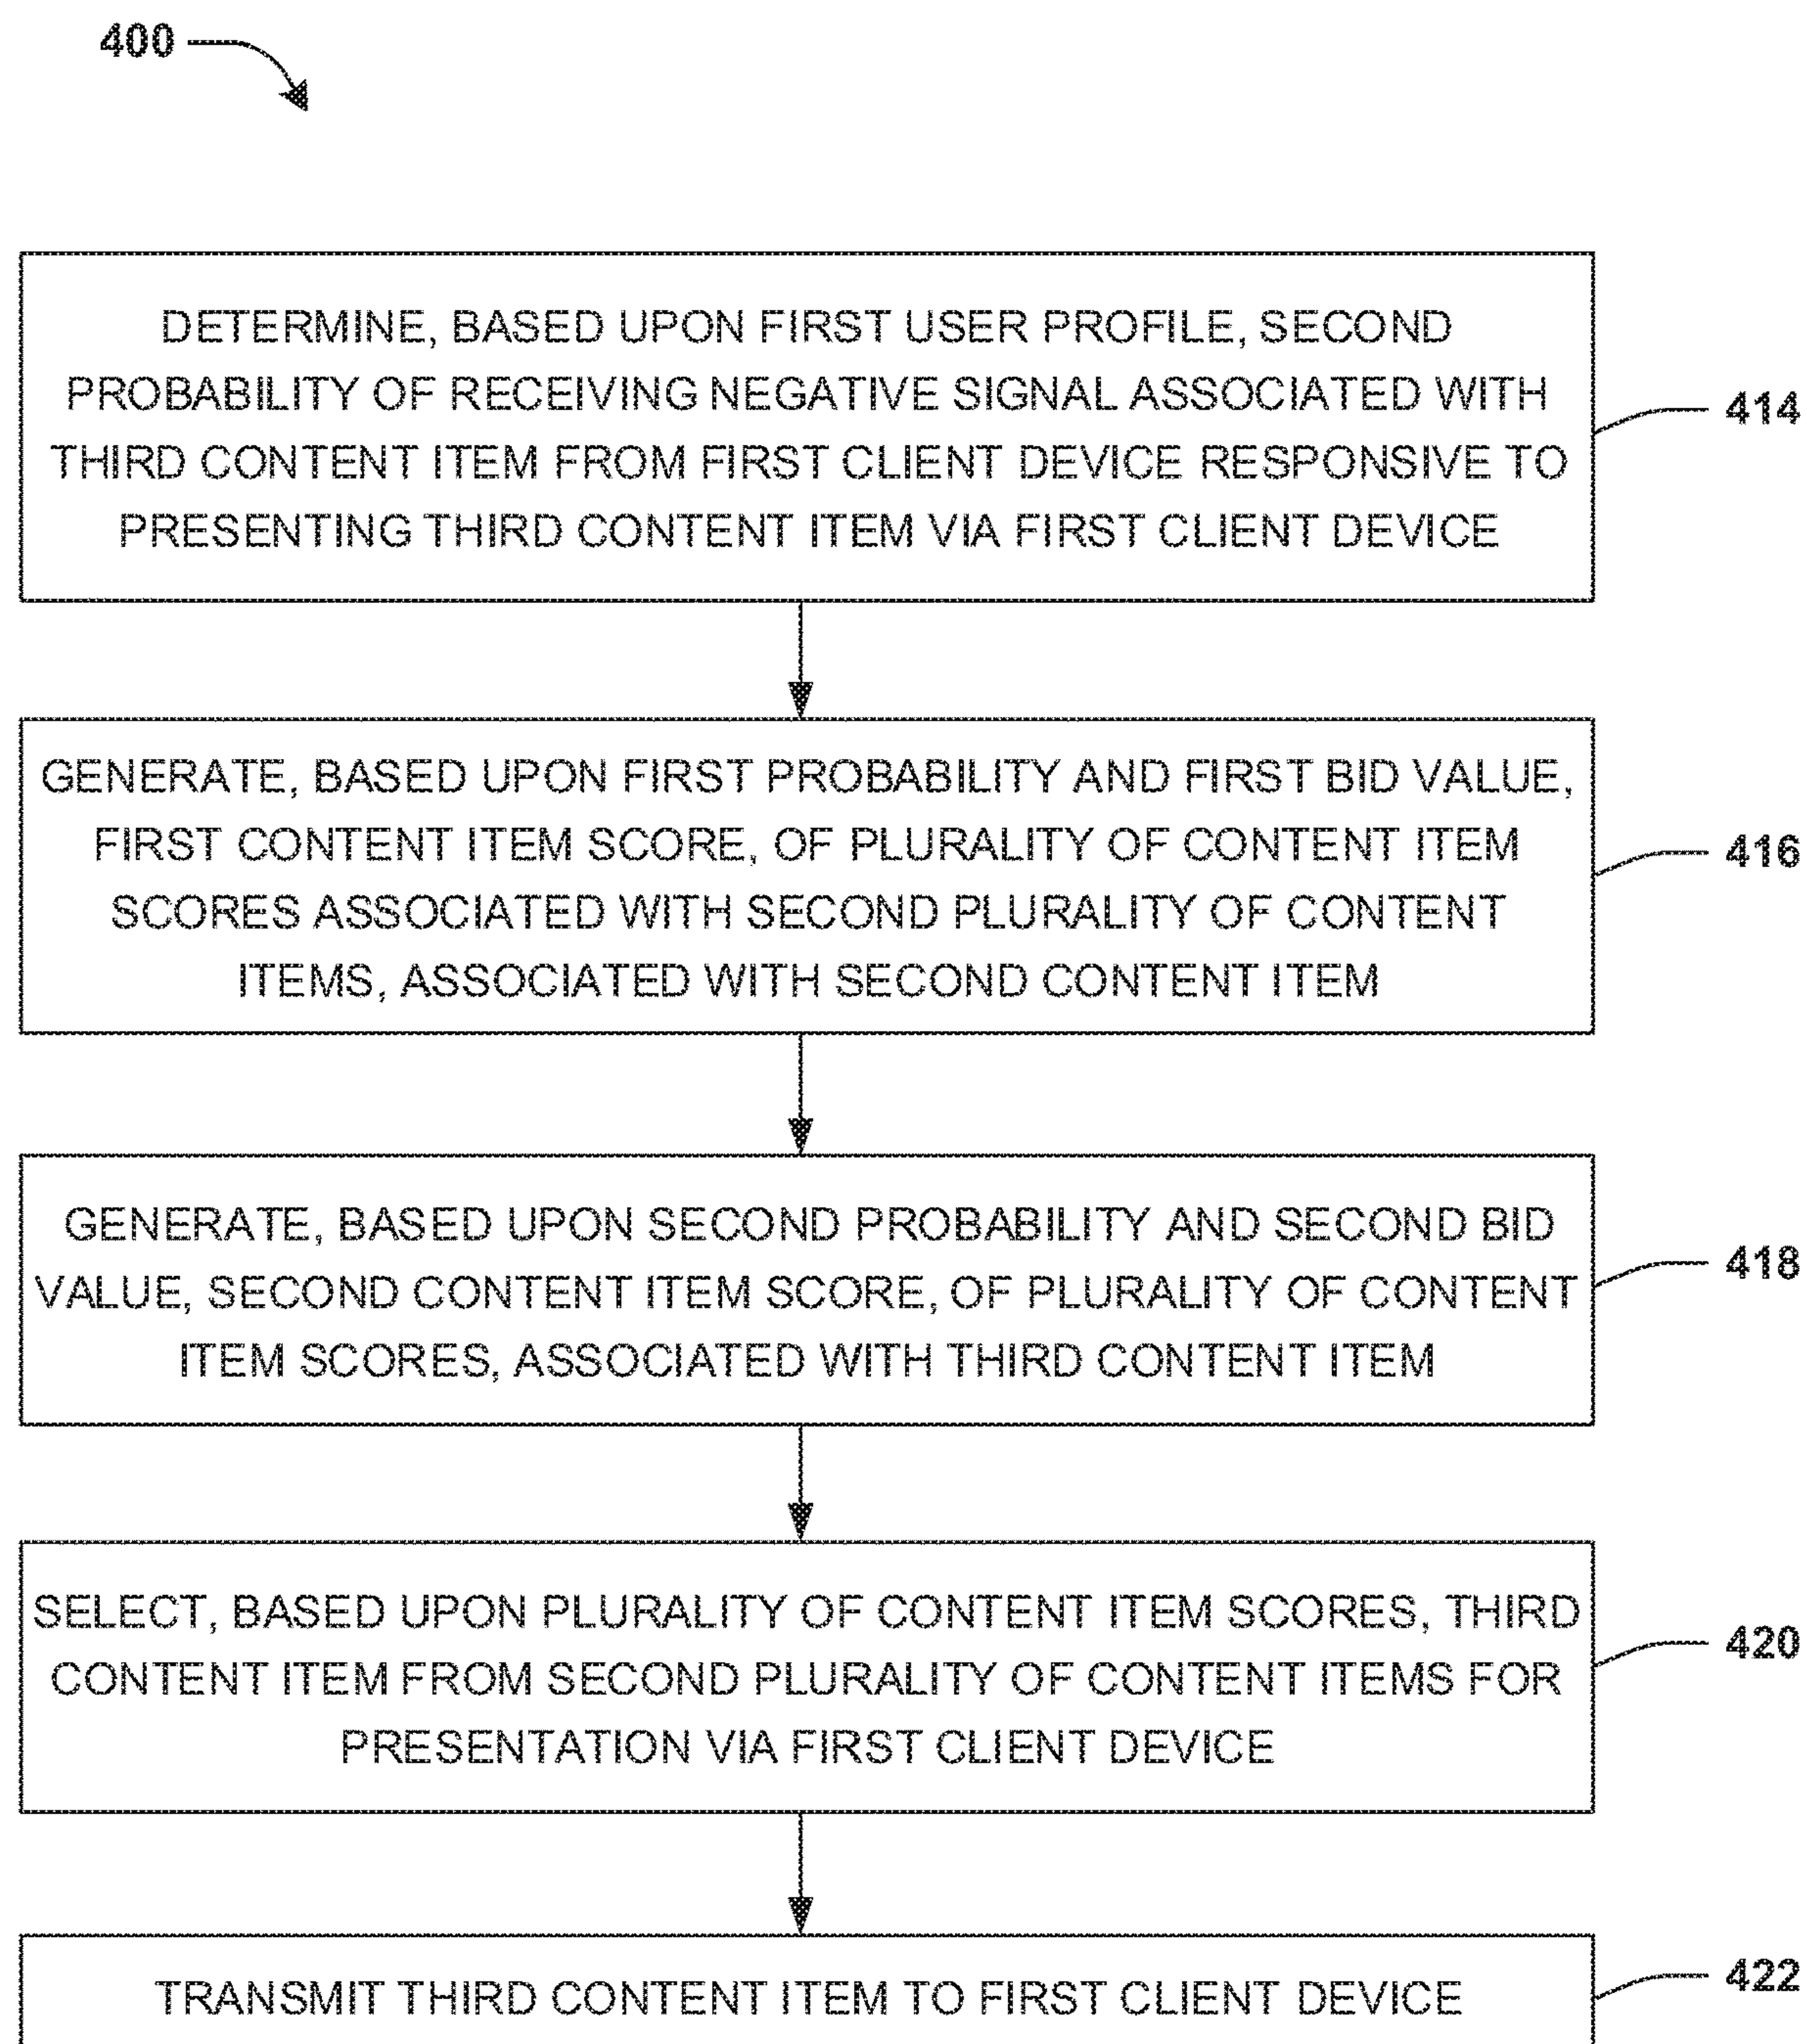 400
DETERMINE, BASED UPON FIRST USER PROFILE, SECOND
PROBABILITY OF RECEIVING NEGATIVE SIGNAL ASSOCIATED WITH
THIRD CONTENT ITEM FROM FIRST CLIENT DEVICE RESPONSIVE TO
PRESENTING THIRD CONTENT ITEM VIA FIRST CLIENT DEVICE
414
GENERATE, BASED UPON FIRST PROBABILITY AND FIRST BID VALUE,
FIRST CONTENT ITEM SCORE, OF PLURALITY OF CONTENT ITEM
SCORES ASSOCIATED WITH SECOND PLURALITY OF CONTENT
ITEMS, ASSOCIATED WITH SECOND CONTENT ITEM
416
GENERATE, BASED UPON SECOND PROBABILITY AND SECOND BID
VALUE, SECOND CONTENT ITEM SCORE, OF PLURALITY OF CONTENT
ITEM SCORES, ASSOCIATED WITH THIRD CONTENT ITEM
418
SELECT, BASED UPON PLURALITY OF CONTENT ITEM SCORES, THIRD
CONTENT ITEM FROM SECOND PLURALITY OF CONTENT ITEMS FOR
PRESENTATION VIA FIRST CLIENT DEVICE
420
TRANSMIT THIRD CONTENT ITEM TO FIRST CLIENT DEVICE
422